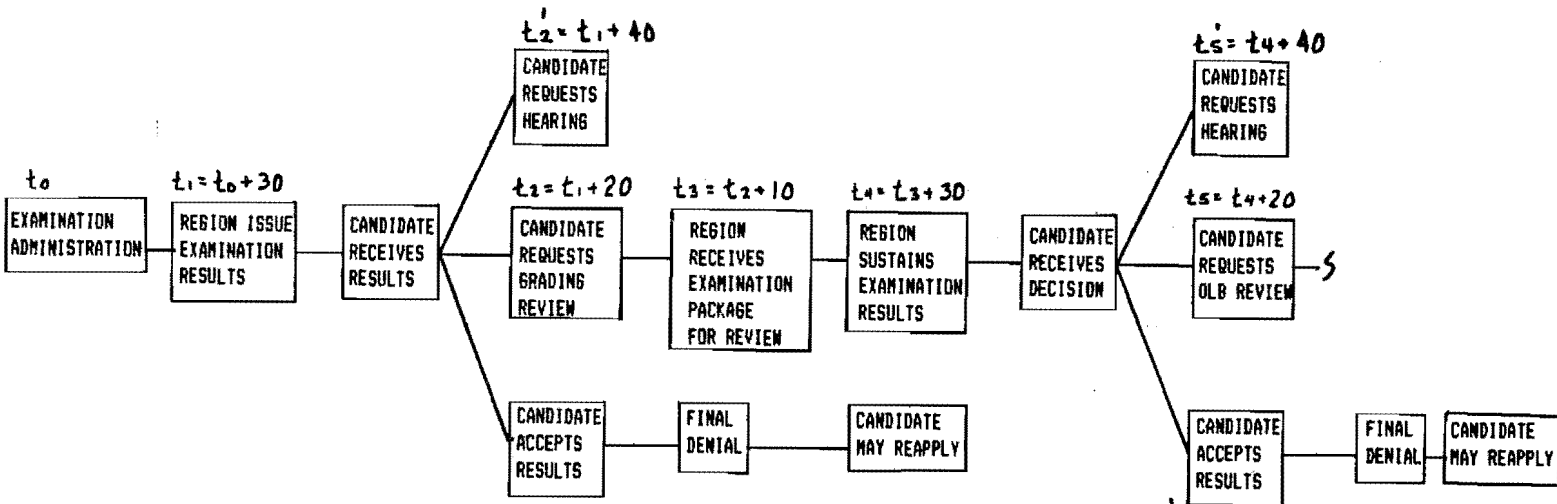 t2' = t1 + 40
CANDIDATE
REQUESTS
HEARING
t5' = t4 + 40
CANDIDATE
REQUESTS
HEARING
t0
EXAMINATION
ADMINISTRATION
t1 = t0 + 30
REGION ISSUE
EXAMINATION
RESULTS
CANDIDATE
RECEIVES
RESULTS
t2 = t1 + 20
CANDIDATE
REQUESTS
GRADING
REVIEW
t3 = t2 + 10
REGION
RECEIVES
EXAMINATION
PACKAGE
FOR REVIEW
t4 = t3 + 30
REGION
SUSTAINS
EXAMINATION
RESULTS
CANDIDATE
RECEIVES
DECISION
t5 = t4 + 20
CANDIDATE
REQUESTS
OLB REVIEW
CANDIDATE
ACCEPTS
RESULTS
FINAL
DENIAL
CANDIDATE
MAY REAPPLY
CANDIDATE
ACCEPTS
RESULTS
FINAL
DENIAL
CANDIDATE
MAY REAPPLY